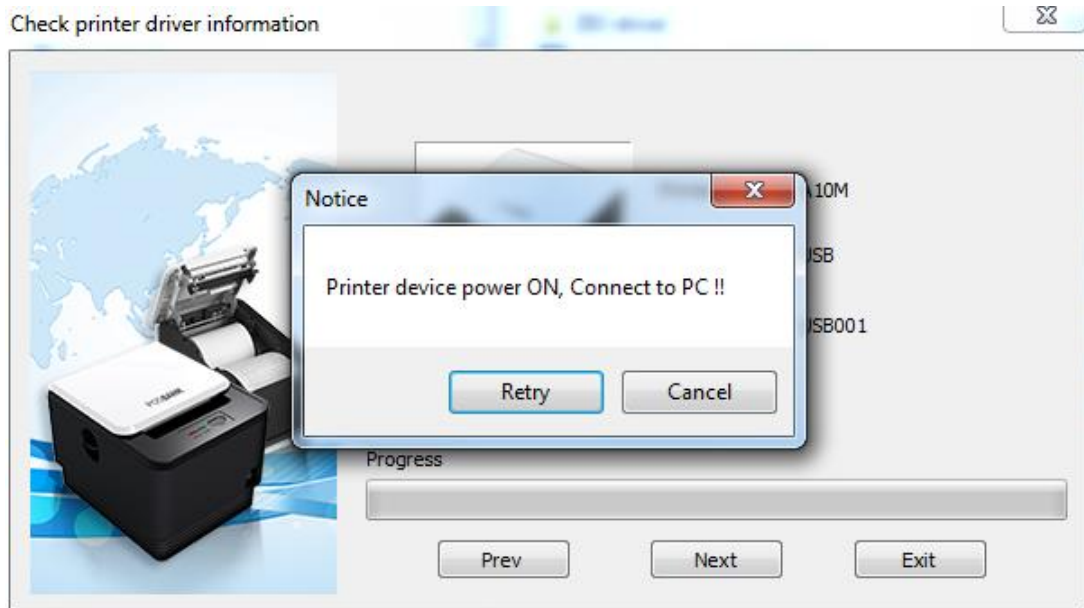 Check printer driver information
Notice
A10M
Printer device power ON, Connect to PC !!
USB
USB001
Retry
Cancel
POSBANK
Progress
Prev
Next
Exit